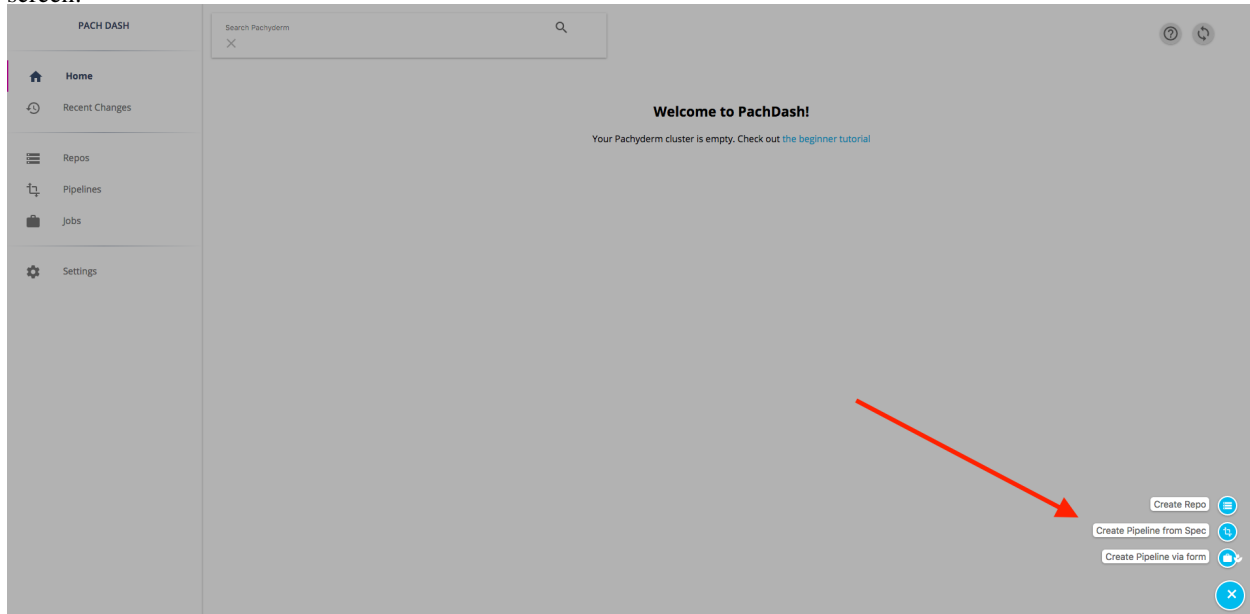 screen:
PACH DASH
Search Pachyderm
Home
Recent Changes
Welcome to PachDash!
Your Pachyderm cluster is empty. Check out the beginner tutorial
Repos
Pipelines
Jobs
Settings
Create Repo
Create Pipeline from Spec
Create Pipeline via form